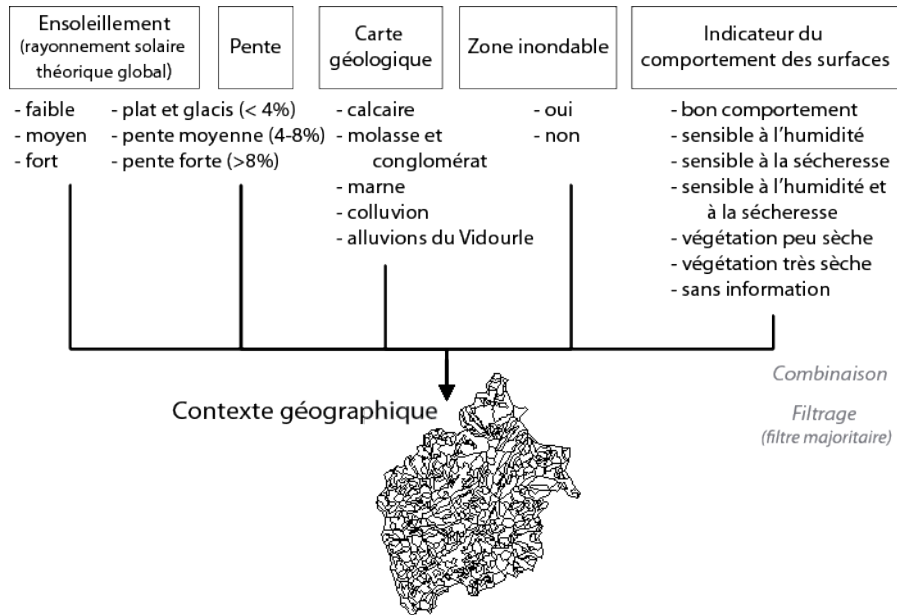 Ensoleillement
(rayonnement solaire
théorique global)
- faible
- moyen
- fort
Pente
- plat et glacis (< 4%)
- pente moyenne (4-8%)
- pente forte (>8%)
Carte
géologique
- calcaire
- molasse et
conglomérat
- marne
- colluvion
- alluvions du Vidourle
Zone inondable
- oui
- non
Indicateur du
comportement des surfaces
- bon comportement
- sensible à l'humidité
- sensible à la sécheresse
- sensible à l'humidité et
à la sécheresse
- végétation peu sèche
- végétation très sèche
- sans information
Combinaison
Filtrage
(filtre majoritaire)
Contexte géographique